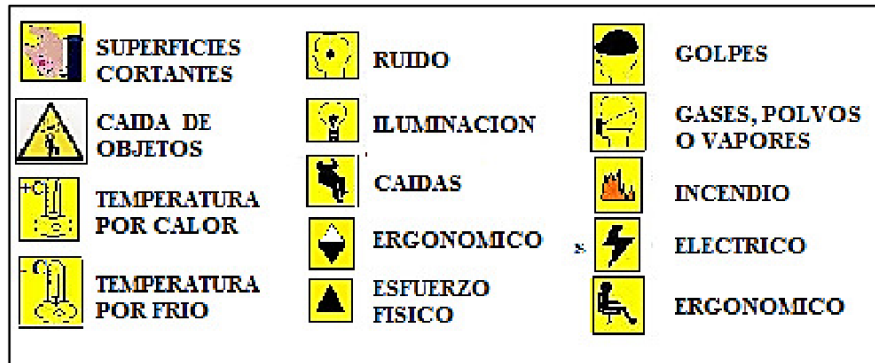 SUPERFICIES
CORTANTES
CAIDA DE
OBJETOS
+C
TEMPERATURA
POR CALOR
- C
TEMPERATURA
POR FRIO
RUIDO
ILUMINACION
CAIDAS
ERGONOMICO
ESFUERZO
FISICO
GOLPES
GASES, POLVOS
O VAPORES
INCENDIO
s
ELECTRICO
ERGONOMICO